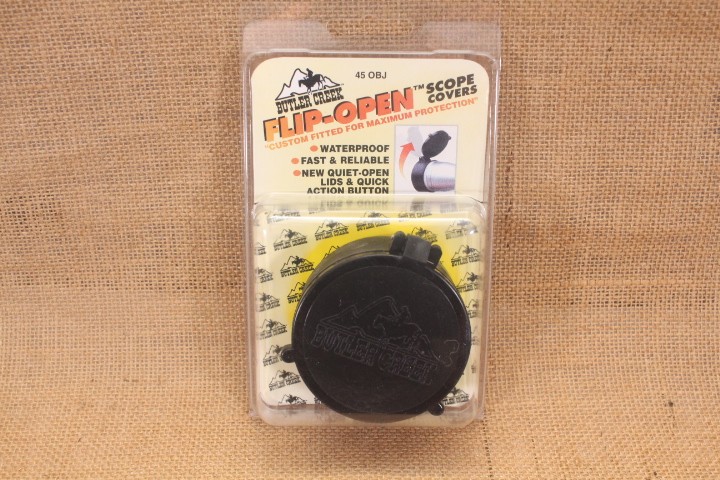 45 OBJ
BUTLER CREEK
FLIP-OPEN™ SCOPE COVERS
"CUSTOM FITTED FOR MAXIMUM PROTECTION"
WATERPROOF
FAST & RELIABLE
NEW QUIET-OPEN
LIDS & QUICK
ACTION BUTTON
BUTLER CREEK